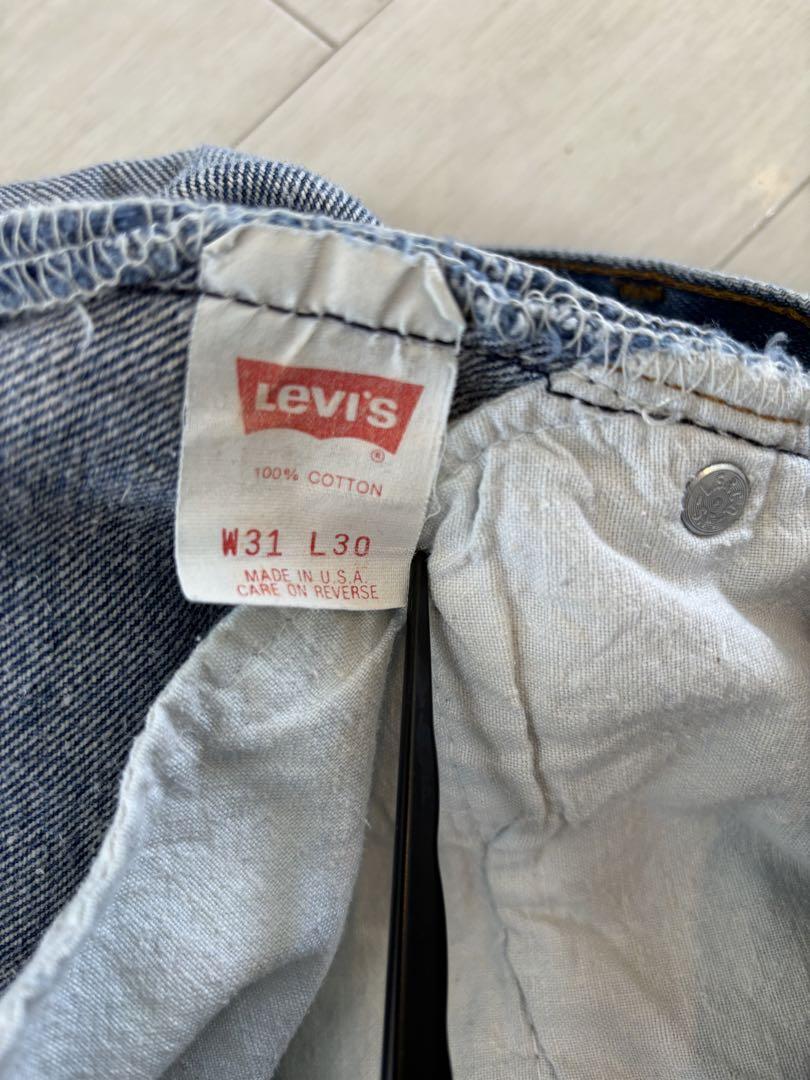 Levi's
®
100% COTTON
W31 L30
MADE IN U.S.A.
CARE ON REVERSE